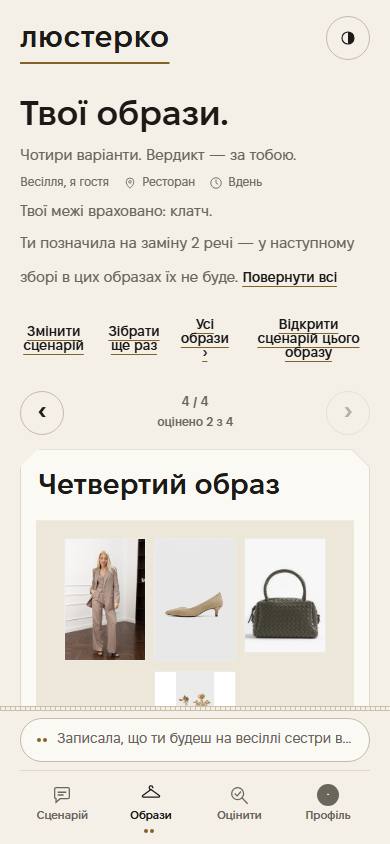 люстерко
Твої образи.
Чотири варіанти. Вердикт — за тобою.
Весілля, я гостя Ресторан Вдень
Твої межі враховано: клатч.
Ти позначила на заміну 2 речі — у наступному
зборі в цих образах їх не буде. Повернути всі
Змінити
сценарій
Зібрати
ще раз
Усі
образи
›
Відкрити
сценарій цього
образу
‹
4 / 4
оцінено 2 з 4
›
Четвертий образ
Записала, що ти будеш на весіллі сестри в...
Сценарій Образи Оцінити Профіль